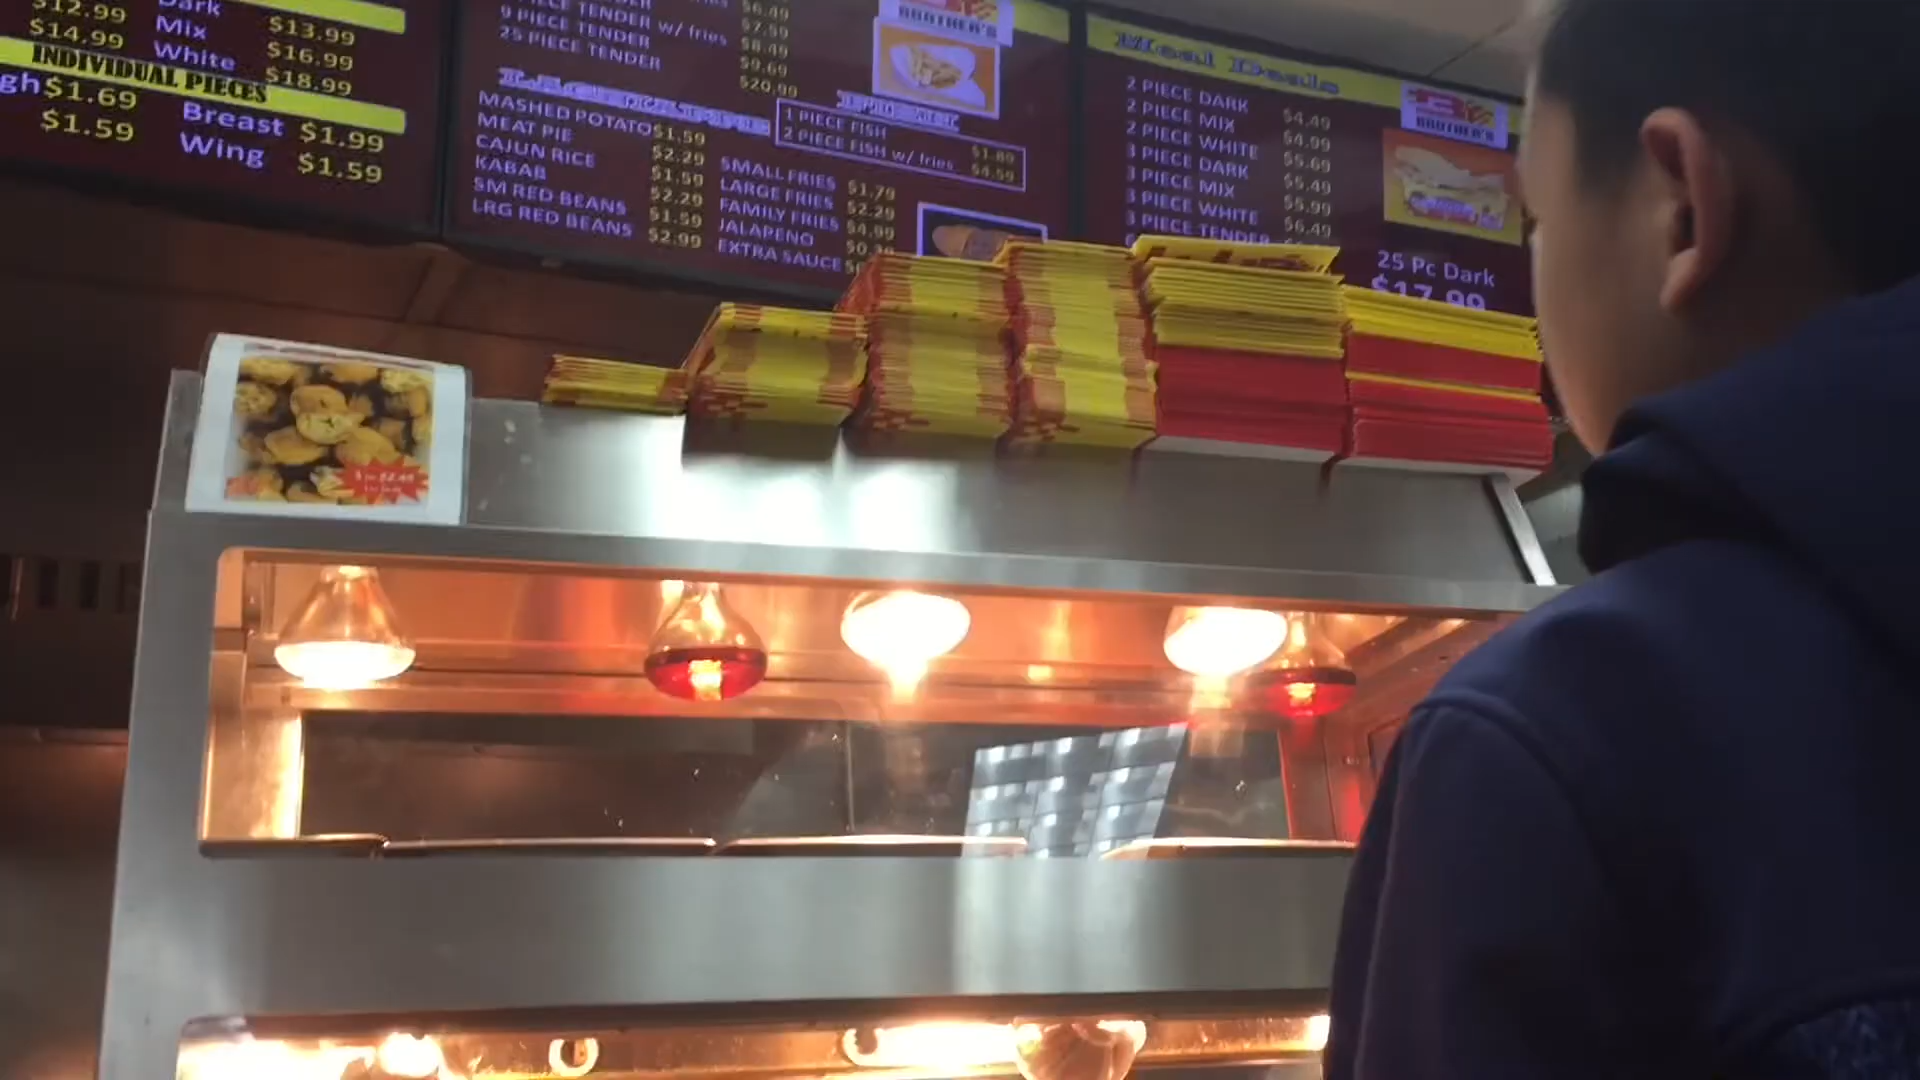 $12.99
Dark
$13.99
$14.99
Mix
$16.99
White
$18.99
INDIVIDUAL PIECES
$1.69
Breast
$1.99
$1.59
Wing
$1.59
$6.49
9 PIECE TENDER w/ fries
$7.59
25 PIECE TENDER
$8.49
$9.69
$20.99
BROTHER'S
MASHED POTATO $1.59
MEAT PIE $2.29
CAJUN RICE $1.59
KABAB $2.29
SM RED BEANS $1.59
LRG RED BEANS $2.99
1 PIECE FISH $1.89
2 PIECE FISH w/ fries $4.59
SMALL FRIES $1.79
LARGE FRIES $2.29
FAMILY FRIES $4.99
JALAPENO
EXTRA SAUCE
Meal Deals
2 PIECE DARK $4.49
2 PIECE MIX $4.99
2 PIECE WHITE $5.69
3 PIECE DARK $5.49
3 PIECE MIX $5.99
3 PIECE WHITE $6.49
3 PIECE TENDER
BROTHER'S
25 Pc Dark
$17.99